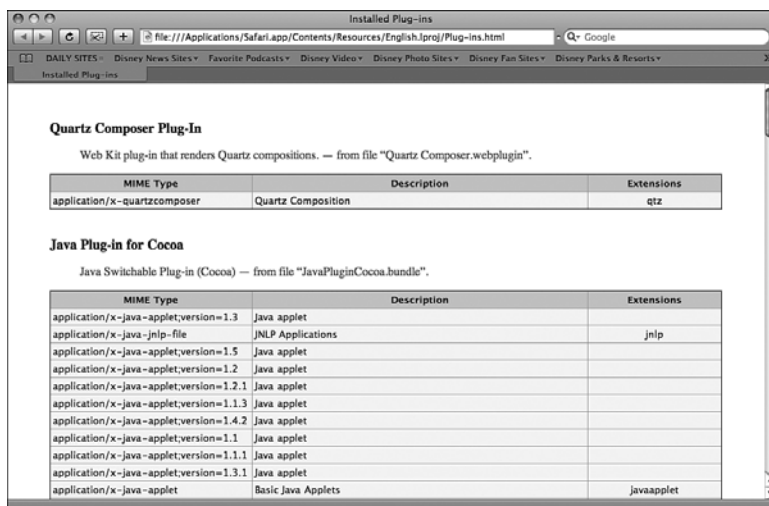 Installed Plug-ins
file:///Applications/Safari.app/Contents/Resources/English.lproj/Plug-ins.html
Google
DAILY SITES Disney News Sites Favorite Podcasts Disney Video Disney Photo Sites Disney Fan Sites Disney Parks & Resorts
Installed Plug-ins
Quartz Composer Plug-In
Web Kit plug-in that renders Quartz compositions. — from file “Quartz Composer.webplugin”.
MIME Type Description Extensions
application/x-quartzcomposer Quartz Composition qtz
Java Plug-in for Cocoa
Java Switchable Plug-in (Cocoa) — from file “JavaPluginCocoa.bundle”.
MIME Type Description Extensions
application/x-java-applet;version=1.3 Java applet
application/x-java-jnlp-file JNLP Applications jnlp
application/x-java-applet;version=1.5 Java applet
application/x-java-applet;version=1.2 Java applet
application/x-java-applet;version=1.2.1 Java applet
application/x-java-applet;version=1.1.3 Java applet
application/x-java-applet;version=1.4.2 Java applet
application/x-java-applet;version=1.1 Java applet
application/x-java-applet;version=1.1.1 Java applet
application/x-java-applet;version=1.3.1 Java applet
application/x-java-applet Basic Java Applets javaapplet